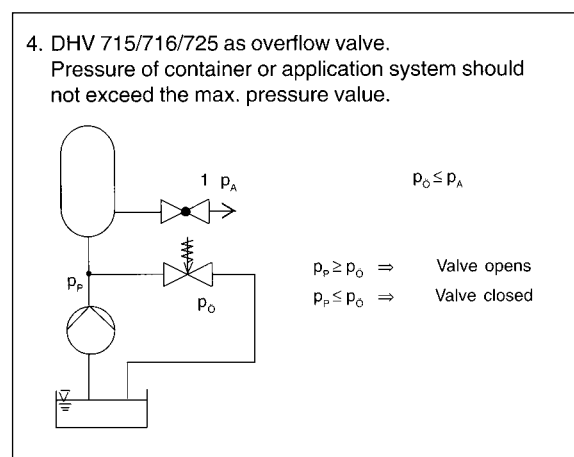 4. DHV 715/716/725 as overflow valve.
Pressure of container or application system should
not exceed the max. pressure value.
1 pA
pÖ ≤ pA
pP ≥ pÖ ⇒ Valve opens
pP
pP ≤ pÖ ⇒ Valve closed
pÖ